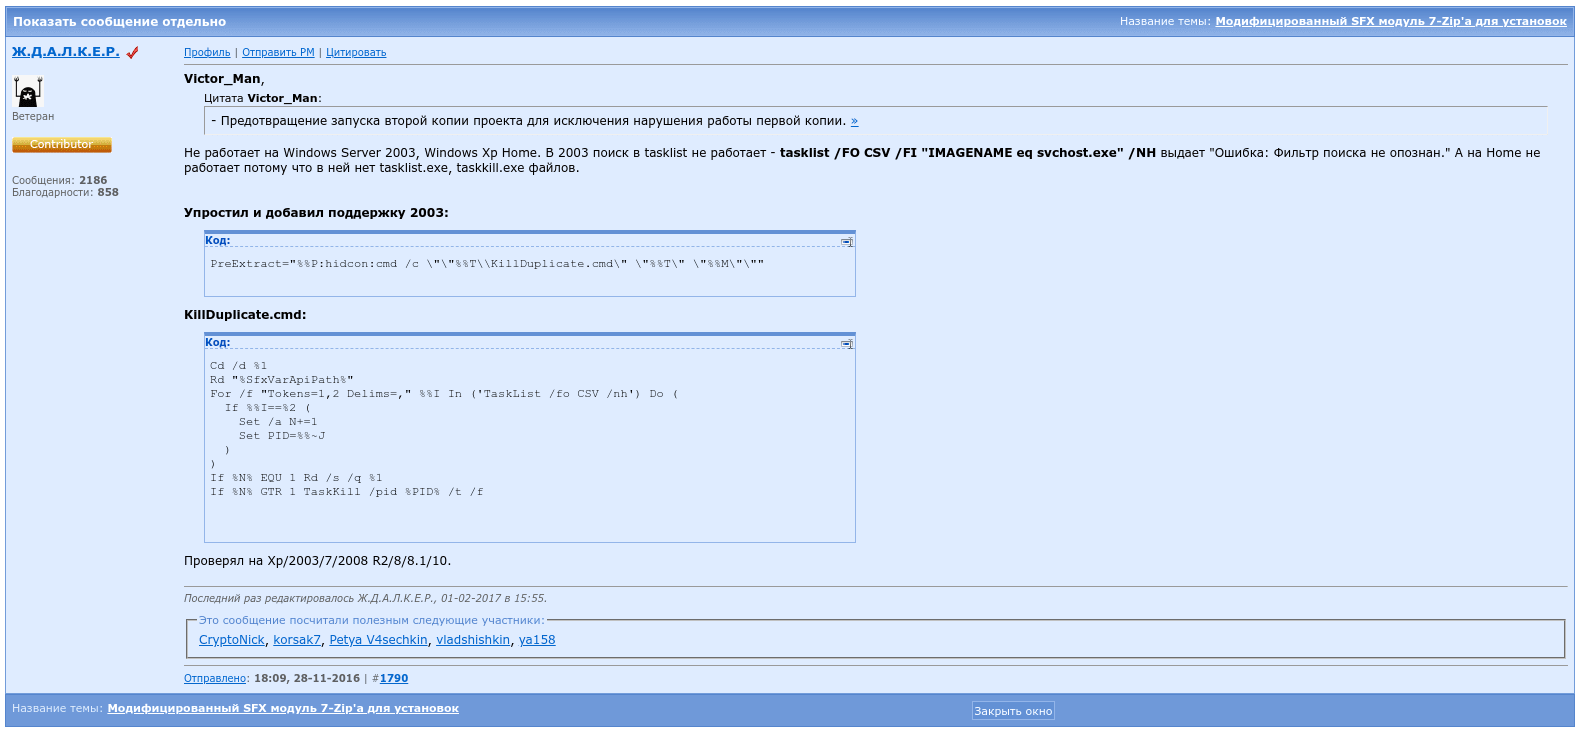 Показать сообщение отдельно
Название темы: Модифицированный SFX модуль 7-Zip'а для установок
Ж.Д.А.Л.К.Е.Р.
Ветеран
Contributor
Сообщения: 2186
Благодарности: 858
Профиль | Отправить PM | Цитировать
Victor_Man,
Цитата Victor_Man:
- Предотвращение запуска второй копии проекта для исключения нарушения работы первой копии. »
Не работает на Windows Server 2003, Windows Xp Home. В 2003 поиск в tasklist не работает - tasklist /FO CSV /FI "IMAGENAME eq svchost.exe" /NH выдает "Ошибка: Фильтр поиска не опознан." А на Home не
работает потому что в ней нет tasklist.exe, taskkill.exe файлов.
Упростил и добавил поддержку 2003:
Код:
PreExtract="%%P:hidcon:cmd /c \"\"%%T\\KillDuplicate.cmd\" \"%%T\" \"%%M\"\""
KillDuplicate.cmd:
Код:
Cd /d %1
Rd "%SfxVarApiPath%"
For /f "Tokens=1,2 Delims=," %%I In ('TaskList /fo CSV /nh') Do (
If %%I==%2 (
Set /a N+=1
Set PID=%%~J
)
)
If %N% EQU 1 Rd /s /q %1
If %N% GTR 1 TaskKill /pid %PID% /t /f
Проверял на Xp/2003/7/2008 R2/8/8.1/10.
Последний раз редактировалось Ж.Д.А.Л.К.Е.Р., 01-02-2017 в 15:55.
Это сообщение посчитали полезным следующие участники:
CryptoNick, korsak7, Petya V4sechkin, vladshishkin, ya158
Отправлено: 18:09, 28-11-2016 | #1790
Название темы: Модифицированный SFX модуль 7-Zip'а для установок
Закрыть окно